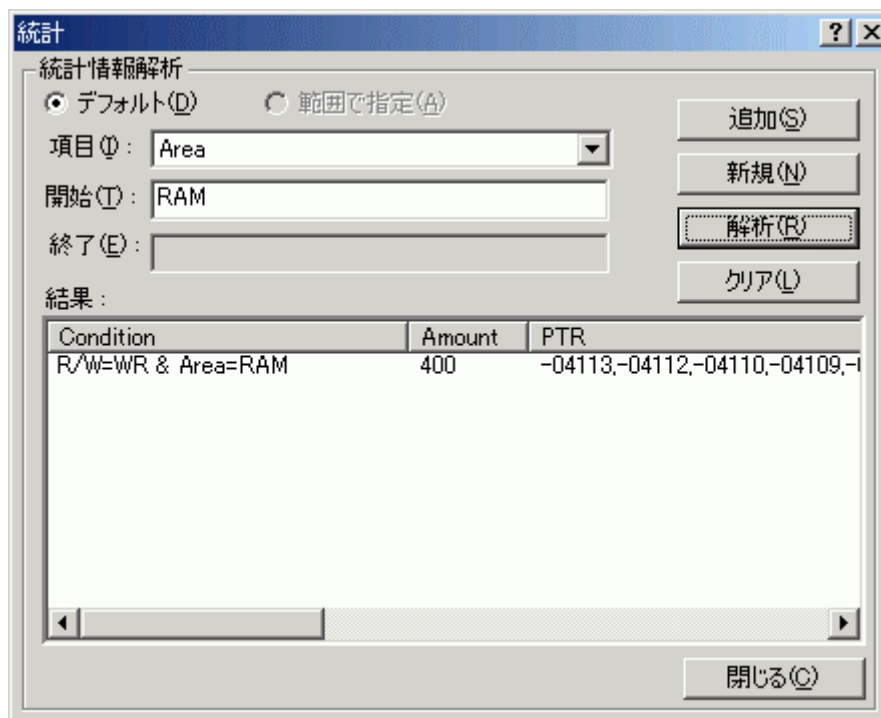 統計
統計情報解析
デフォルト(D) 範囲で指定(A)
項目(I): Area
開始(T): RAM
終了(E):
追加(S)
新規(N)
解析(R)
クリア(L)
結果:
Condition Amount PTR
R/W=WR & Area=RAM 400 -04113,-04112,-04110,-04109,-
閉じる(C)